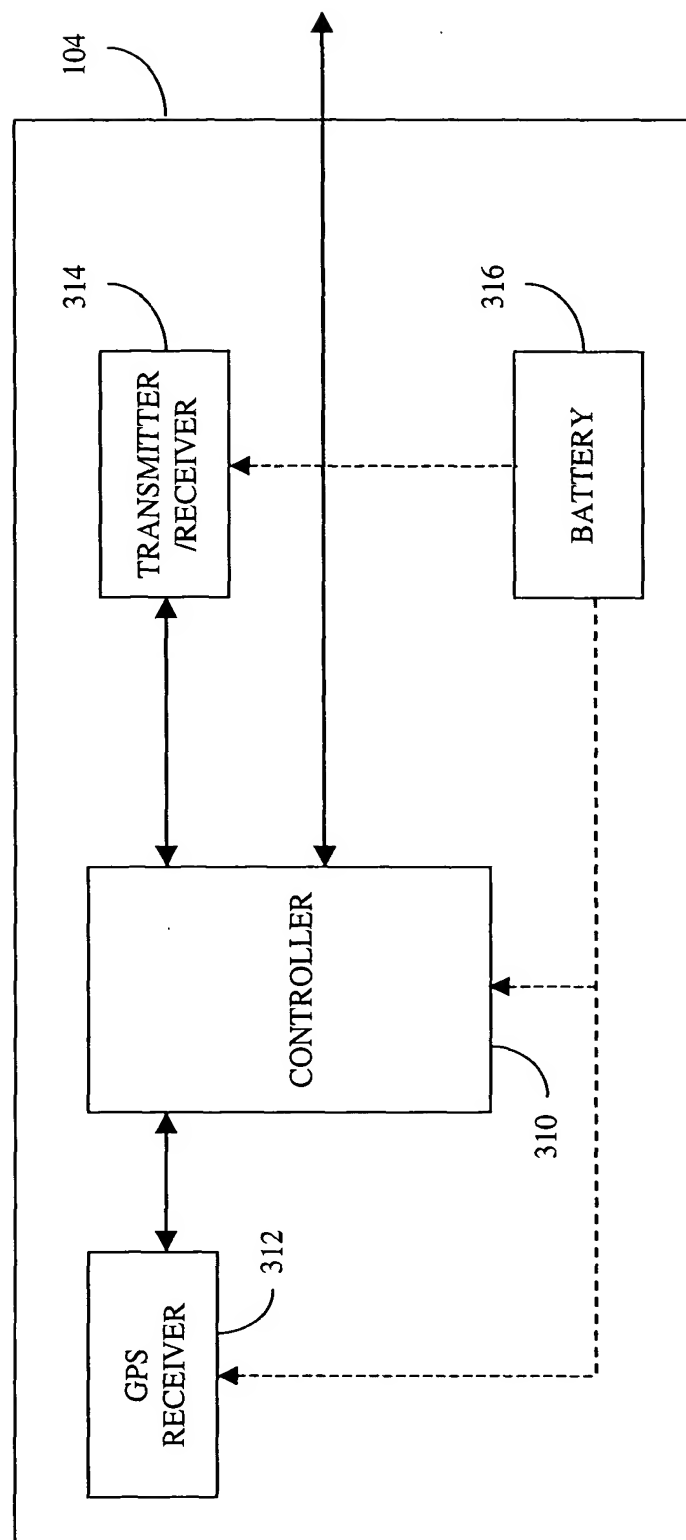 104
314
TRANSMITTER
/RECEIVER
316
BATTERY
CONTROLLER
310
312
GPS
RECEIVER